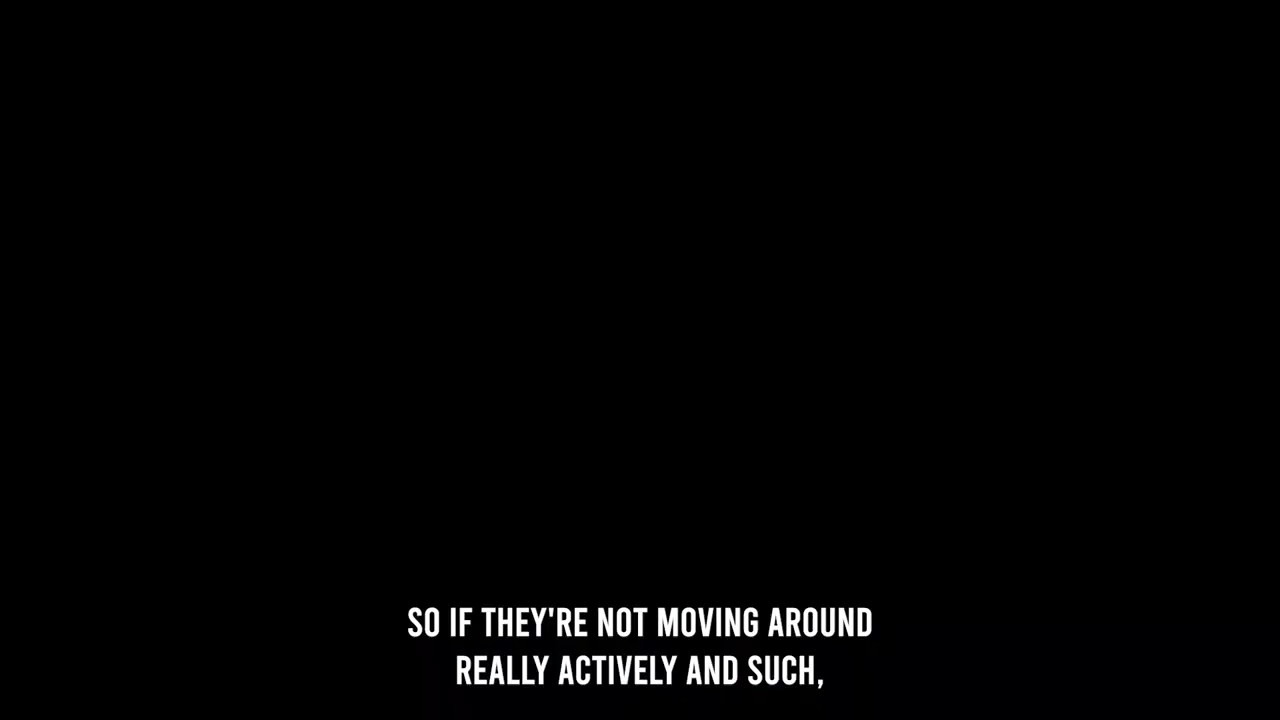 SO IF THEY'RE NOT MOVING AROUND
REALLY ACTIVELY AND SUCH,